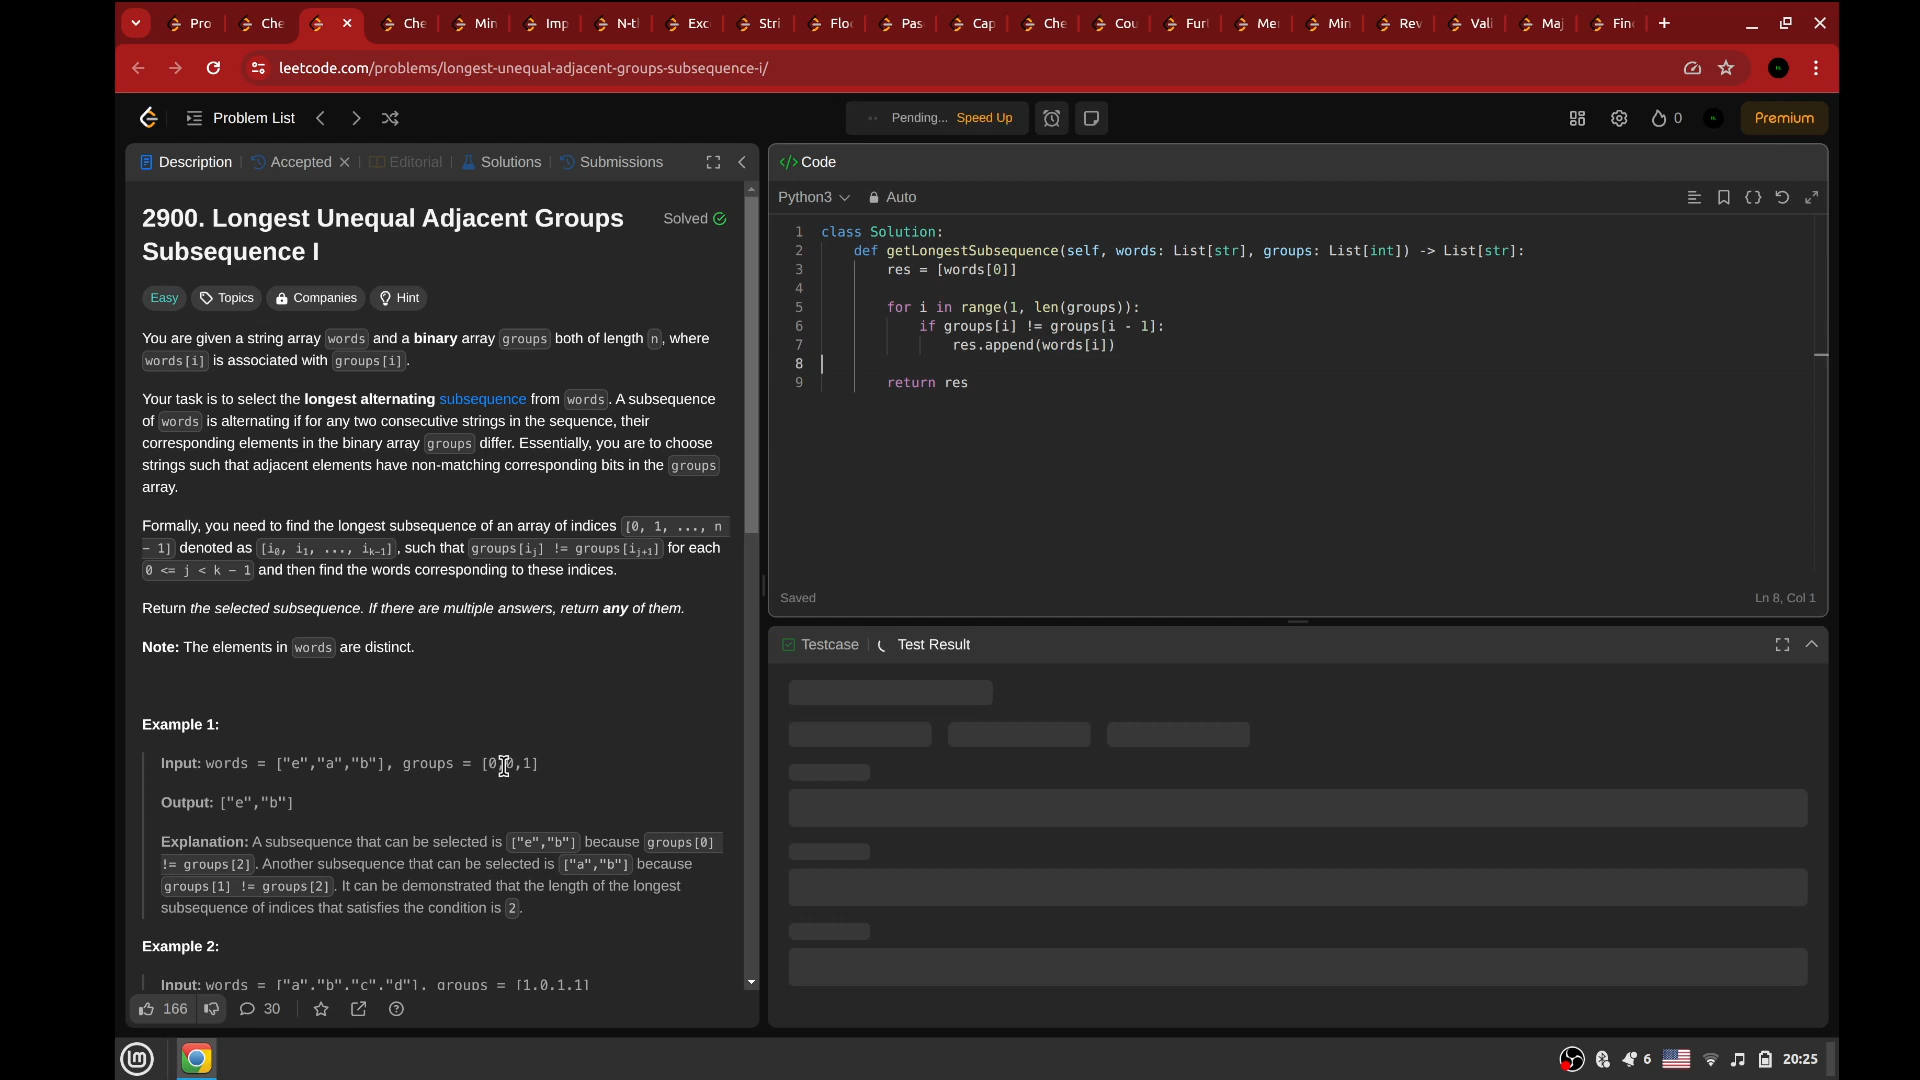 Pro
Che
Che
Min
Imp
N-th
Exc
Stri
Floo
Pas
Cap
Che
Cou
Furt
Mer
Min
Rev
Vali
Maj
Find
leetcode.com/problems/longest-unequal-adjacent-groups-subsequence-i/
Problem List
Pending... Speed Up
0
Premium
Description
Accepted
Editorial
Solutions
Submissions
2900. Longest Unequal Adjacent Groups
Subsequence I
Solved
Easy
Topics
Companies
Hint
You are given a string array words and a binary array groups both of length n, where
words[i] is associated with groups[i].
Your task is to select the longest alternating subsequence from words. A subsequence
of words is alternating if for any two consecutive strings in the sequence, their
corresponding elements in the binary array groups differ. Essentially, you are to choose
strings such that adjacent elements have non-matching corresponding bits in the groups
array.
Formally, you need to find the longest subsequence of an array of indices [0, 1, ..., n
- 1] denoted as [i₀, i₁, ..., iₖ₋₁], such that groups[iⱼ] != groups[iⱼ₊₁] for each
0 <= j < k - 1 and then find the words corresponding to these indices.
Return the selected subsequence. If there are multiple answers, return any of them.
Note: The elements in words are distinct.
Example 1:
Input: words = ["e","a","b"], groups = [0,0,1]
Output: ["e","b"]
Explanation: A subsequence that can be selected is ["e","b"] because groups[0]
!= groups[2]. Another subsequence that can be selected is ["a","b"] because
groups[1] != groups[2]. It can be demonstrated that the length of the longest
subsequence of indices that satisfies the condition is 2.
Example 2:
Input: words = ["a","b","c","d"], groups = [1,0,1,1]
166
30
</> Code
Python3
Auto
1 class Solution:
2 def getLongestSubsequence(self, words: List[str], groups: List[int]) -> List[str]:
3 res = [words[0]]
4
5 for i in range(1, len(groups)):
6 if groups[i] != groups[i - 1]:
7 res.append(words[i])
8
9 return res
Saved
Ln 8, Col 1
Testcase
Test Result
6
20:25